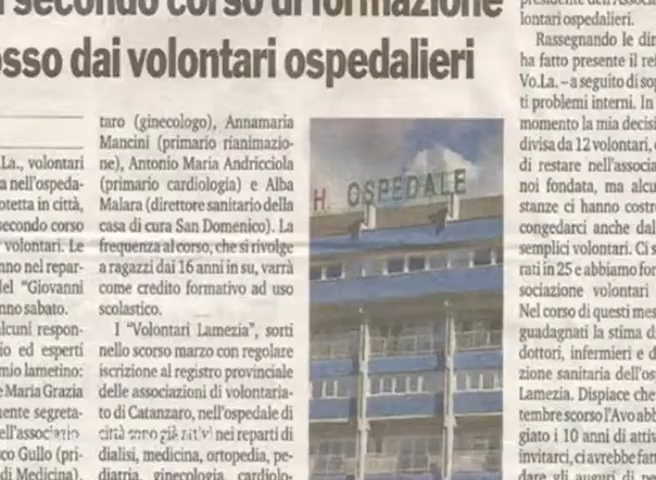 secondo corso di formazione
osso dai volontari ospedalieri
La., volontari
a nell'ospeda-
otetta in città,
secondo corso
volontari. Le
nno nel repar-
del "Giovanni
nno sabato.
alcuni respon-
io ed esperti
mio lametino:
e Maria Grazia
mente segreta-
ell'associazio
co Gullo (pri-
di Medicina),
taro (ginecologo), Annamaria
Mancini (primario rianimazio-
ne), Antonio Maria Andricciola
(primario cardiologia) e Alba
Malara (direttore sanitario della
casa di cura San Domenico). La
frequenza al corso, che si rivolge
a ragazzi dai 16 anni in su, varrà
come credito formativo ad uso
scolastico.
I "Volontari Lamezia", sorti
nello scorso marzo con regolare
iscrizione al registro provinciale
delle associazioni di volontaria-
to di Catanzaro, nell'ospedale di
città sono già attivi nei reparti di
dialisi, medicina, ortopedia, pe-
diatria, ginecologia, cardiolo-
H. OSPEDALE
presidente dell'Associa
lontari ospedalieri.
Rassegnando le dim
ha fatto presente il rel
Vo.La. – a seguito di sop
ti problemi interni. In
momento la mia decisi
divisa da 12 volontari,
di restare nell'associa
noi fondata, ma alcu
stanze ci hanno costre
congedarci anche dal
semplici volontari. Ci s
rati in 25 e abbiamo for
sociazione volontari
Nel corso di questi mes
guadagnati la stima d
dottori, infermieri e d
zione sanitaria dell'os
Lamezia. Displace che
tembre scorso l'Avo abb
giato i 10 anni di attiv
invitarci, ci avrebbe fat
dare gli auguri di pe